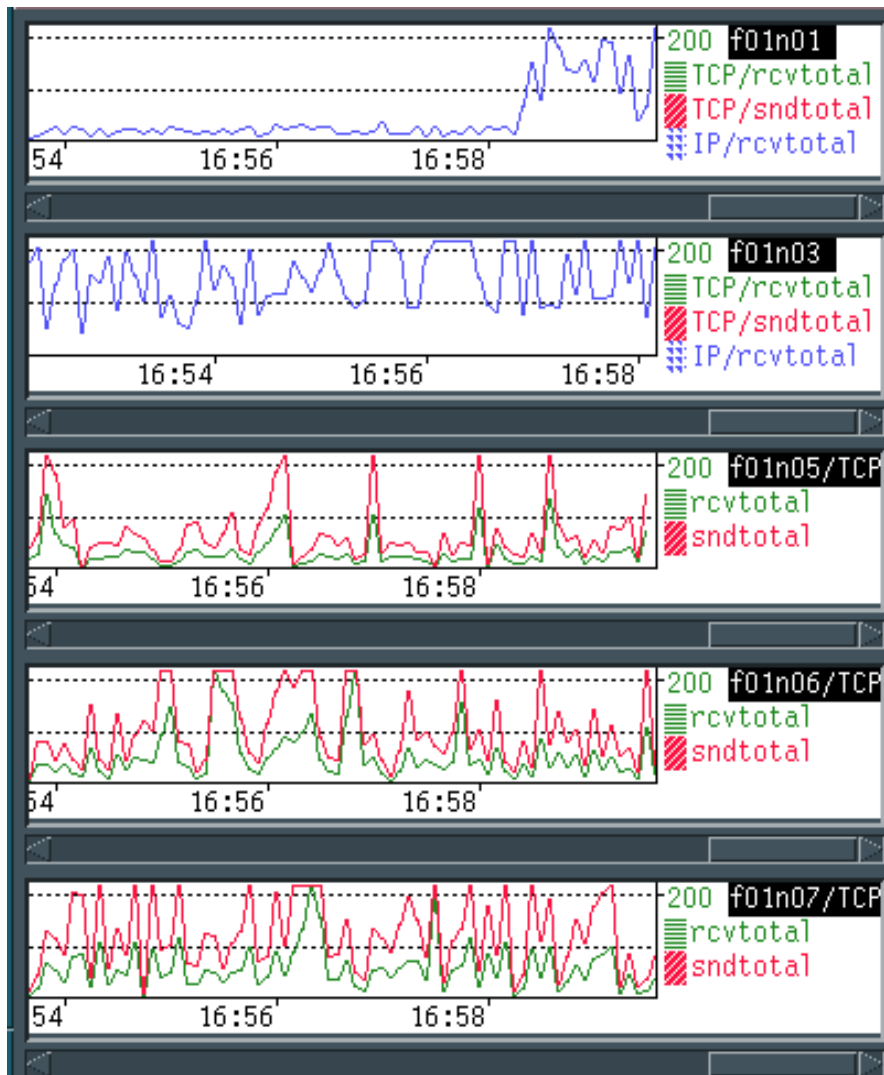 200 f01n01
TCP/rcvtotal
TCP/sndtotal
IP/rcvtotal
54 16:56 16:58
200 f01n03
TCP/rcvtotal
TCP/sndtotal
IP/rcvtotal
16:54 16:56 16:58
200 f01n05/TCP
rcvtotal
sndtotal
54 16:56 16:58
200 f01n06/TCP
rcvtotal
sndtotal
54 16:56 16:58
200 f01n07/TCP
rcvtotal
sndtotal
54 16:56 16:58